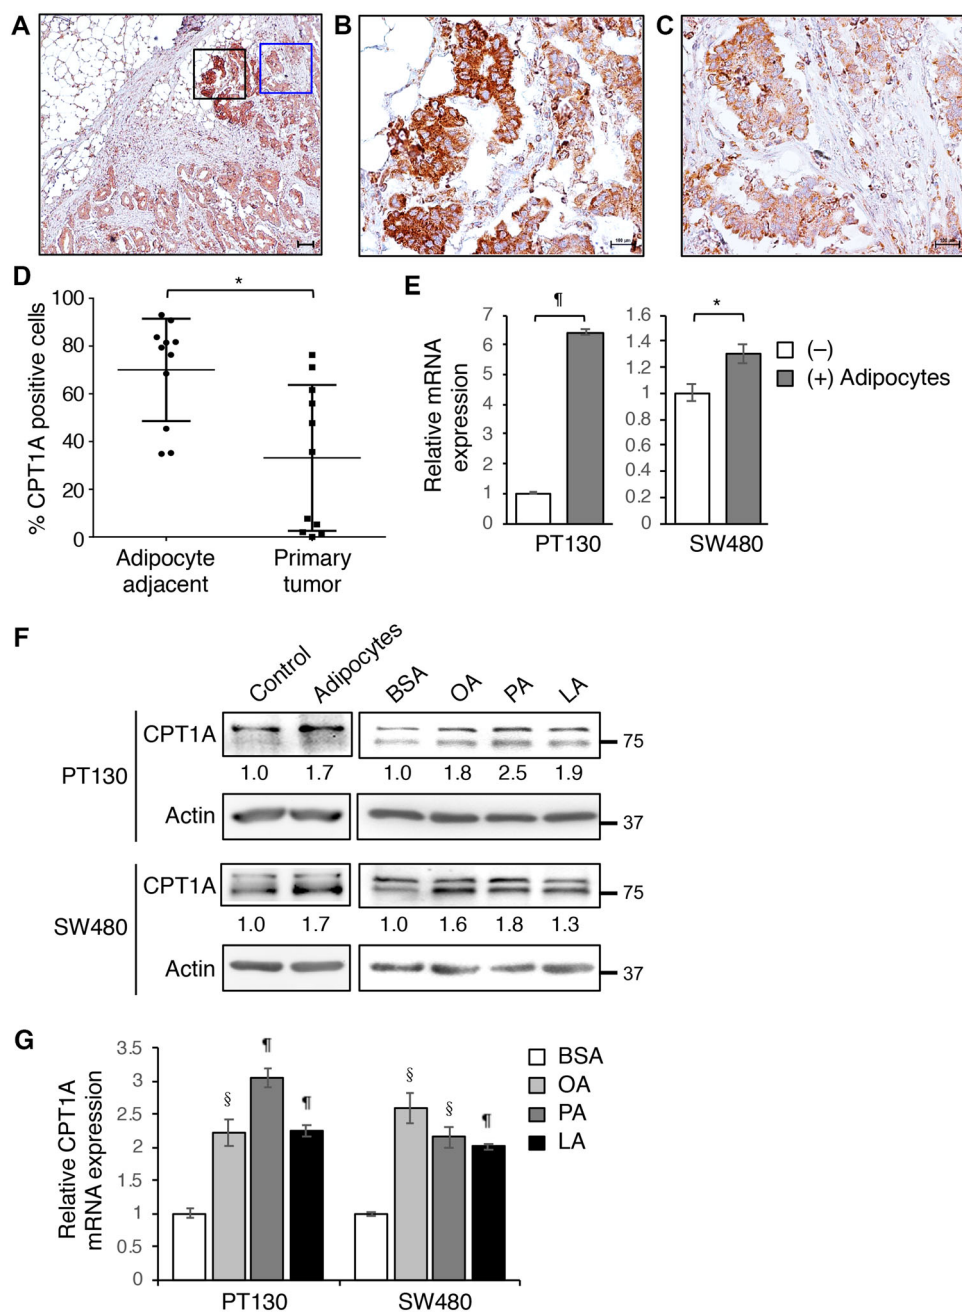 A
B
C
100 µm
D
*
100
80
60
40
20
0
% CPT1A positive cells
Adipocyte
adjacent
Primary
tumor
E
¶
7
6
5
4
3
2
1
0
Relative mRNA
expression
PT130
*
1.6
1.4
1.2
1
0.8
0.6
0.4
0.2
0
SW480
(–)
(+) Adipocytes
F
Control
Adipocytes
BSA
OA
PA
LA
PT130
CPT1A
75
1.0 1.7 1.0 1.8 2.5 1.9
Actin
37
SW480
CPT1A
75
1.0 1.7 1.0 1.6 1.8 1.3
Actin
37
G
3.5
3
2.5
2
1.5
1
0.5
0
Relative CPT1A
mRNA expression
§ ¶ ¶
§ § ¶
PT130
SW480
BSA
OA
PA
LA